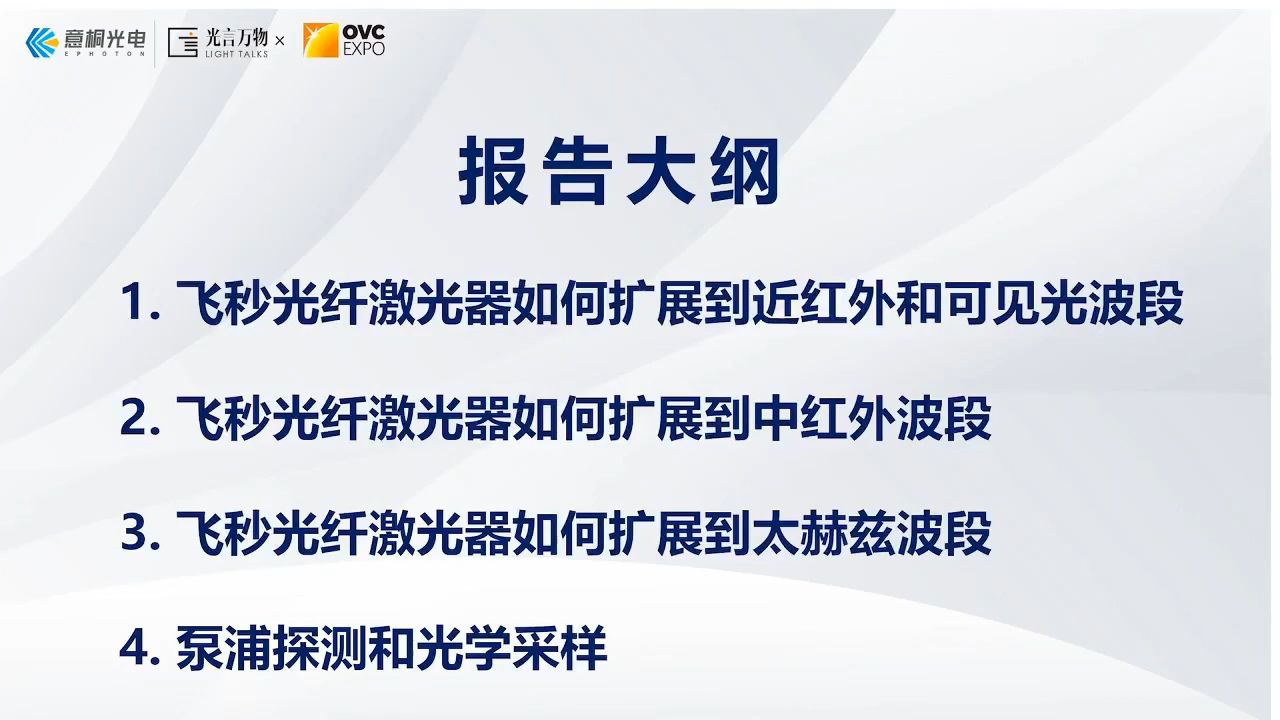 意桐光电
EPHOTON
光言万物
LIGHT TALKS
×
OVC
EXPO
报告大纲
1. 飞秒光纤激光器如何扩展到近红外和可见光波段
2. 飞秒光纤激光器如何扩展到中红外波段
3. 飞秒光纤激光器如何扩展到太赫兹波段
4. 泵浦探测和光学采样